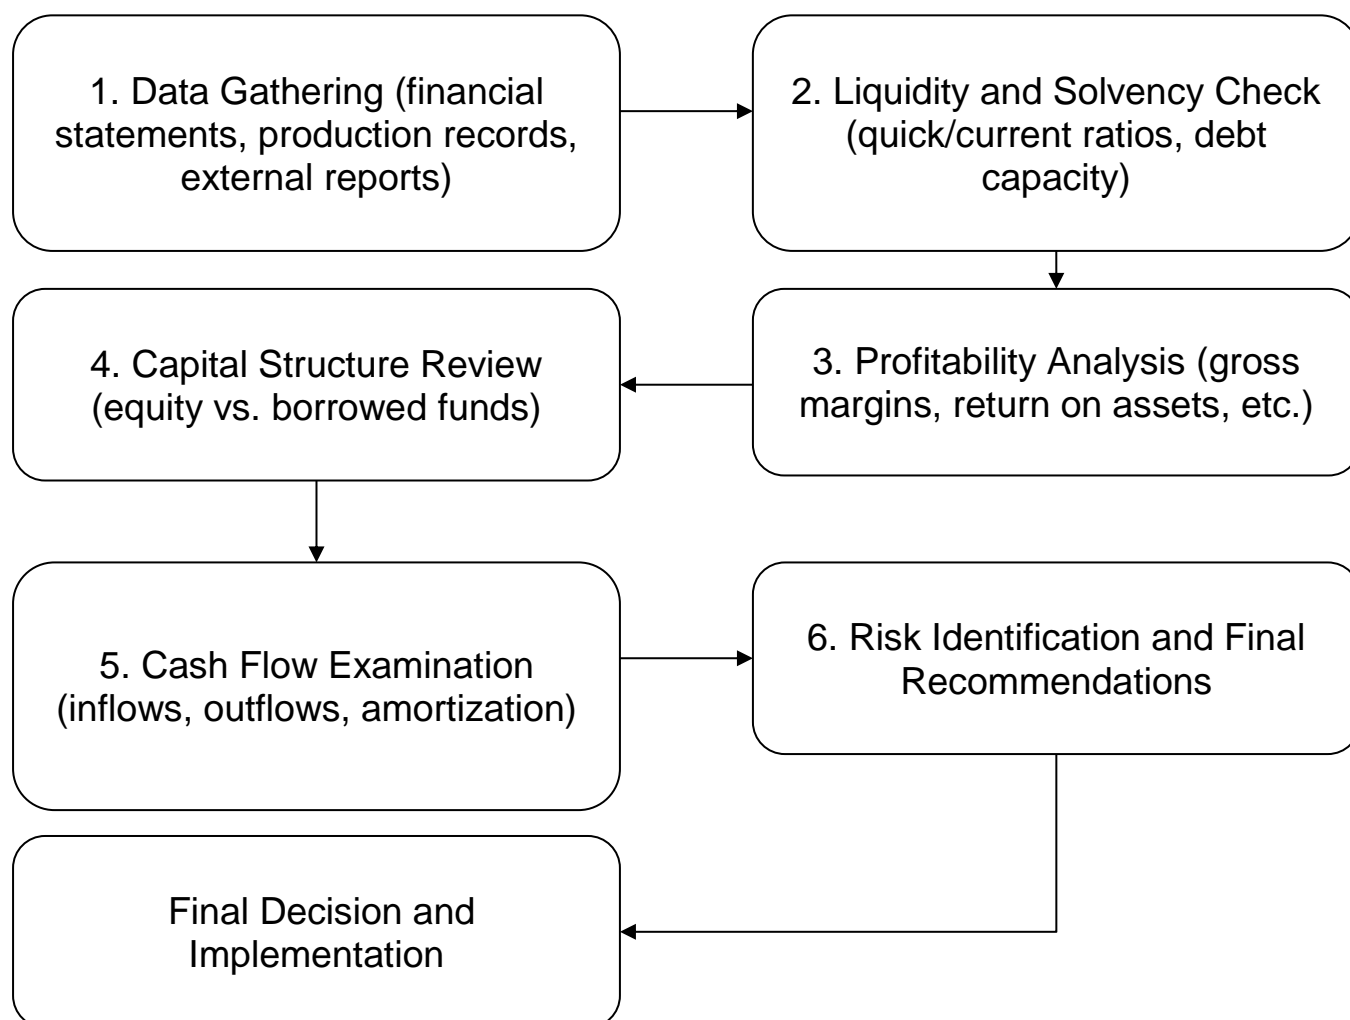 1. Data Gathering (financial
statements, production records,
external reports)
2. Liquidity and Solvency Check
(quick/current ratios, debt
capacity)
3. Profitability Analysis (gross
margins, return on assets, etc.)
4. Capital Structure Review
(equity vs. borrowed funds)
5. Cash Flow Examination
(inflows, outflows, amortization)
6. Risk Identification and Final
Recommendations
Final Decision and
Implementation